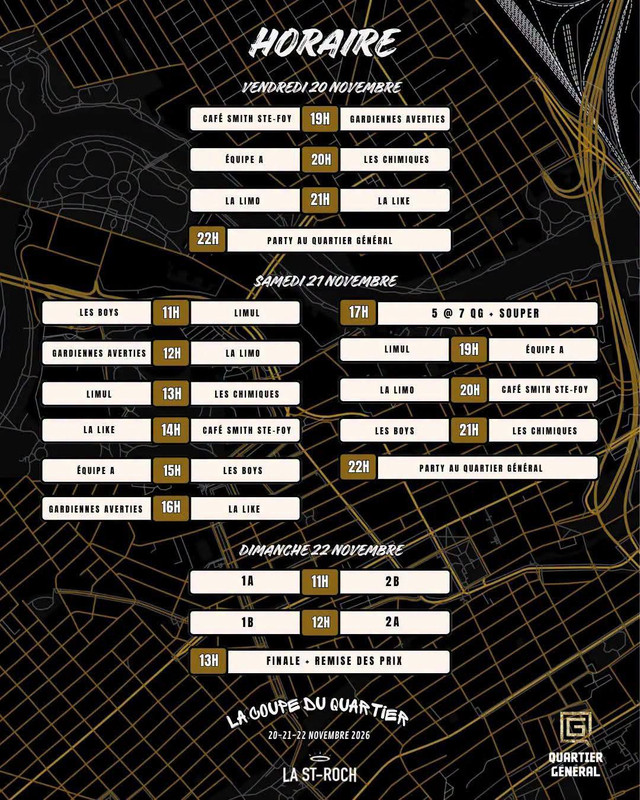 HORAIRE
VENDREDI 20 NOVEMBRE
CAFÉ SMITH STE-FOY 19H GARDIENNES AVERTIES
ÉQUIPE A 20H LES CHIMIQUES
LA LIMO 21H LA LIKE
22H PARTY AU QUARTIER GÉNÉRAL
SAMEDI 21 NOVEMBRE
LES BOYS 11H LIMUL
GARDIENNES AVERTIES 12H LA LIMO
LIMUL 13H LES CHIMIQUES
LA LIKE 14H CAFÉ SMITH STE-FOY
ÉQUIPE A 15H LES BOYS
GARDIENNES AVERTIES 16H LA LIKE
17H 5 @ 7 QG + SOUPER
LIMUL 19H ÉQUIPE A
LA LIMO 20H CAFÉ SMITH STE-FOY
LES BOYS 21H LES CHIMIQUES
22H PARTY AU QUARTIER GÉNÉRAL
DIMANCHE 22 NOVEMBRE
1A 11H 2B
1B 12H 2A
13H FINALE + REMISE DES PRIX
LA COUPE DU QUARTIER
20-21-22 NOVEMBRE 2026
LA ST-ROCH
QUARTIER
GÉNÉRAL